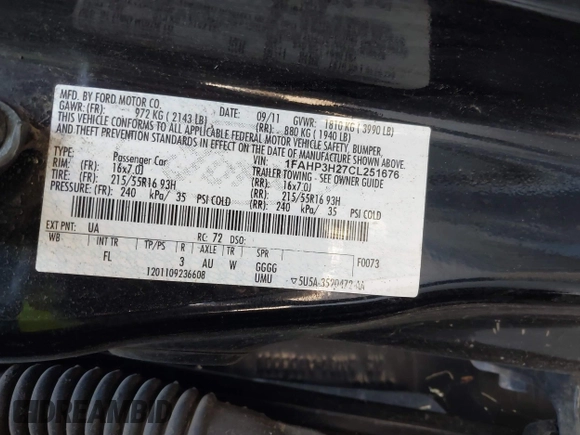 MFD. BY FORD MOTOR CO.
DATE: 09/11 GVWR: 1810 KG ( 3990 LB)
GAWR: (FR): 972 KG ( 2143 LB) (RR): 880 KG ( 1940 LB)
THIS VEHICLE CONFORMS TO ALL APPLICABLE FEDERAL MOTOR VEHICLE SAFETY, BUMPER,
AND THEFT PREVENTION STANDARDS IN EFFECT ON THE DATE OF MANUFACTURE SHOWN ABOVE.
VIN: 1FAHP3H27CL251676
TYPE: Passenger Car TRAILER TOWING - SEE OWNER GUIDE
RIM: (FR): 16x7.0J (RR): 16x7.0J
TIRE: (FR): 215/55R16 93H (RR): 215/55R16 93H
PRESSURE: (FR): 240 kPa/ 35 PSI COLD (RR): 240 kPa/ 35 PSI COLD
EXT PNT: UA RC: 72 DSO: F0073
WB INT TR TP/PS R AXLE TR SPR
FL 3 AU W GGGG
1201109236608 UMU
C DREAMBID